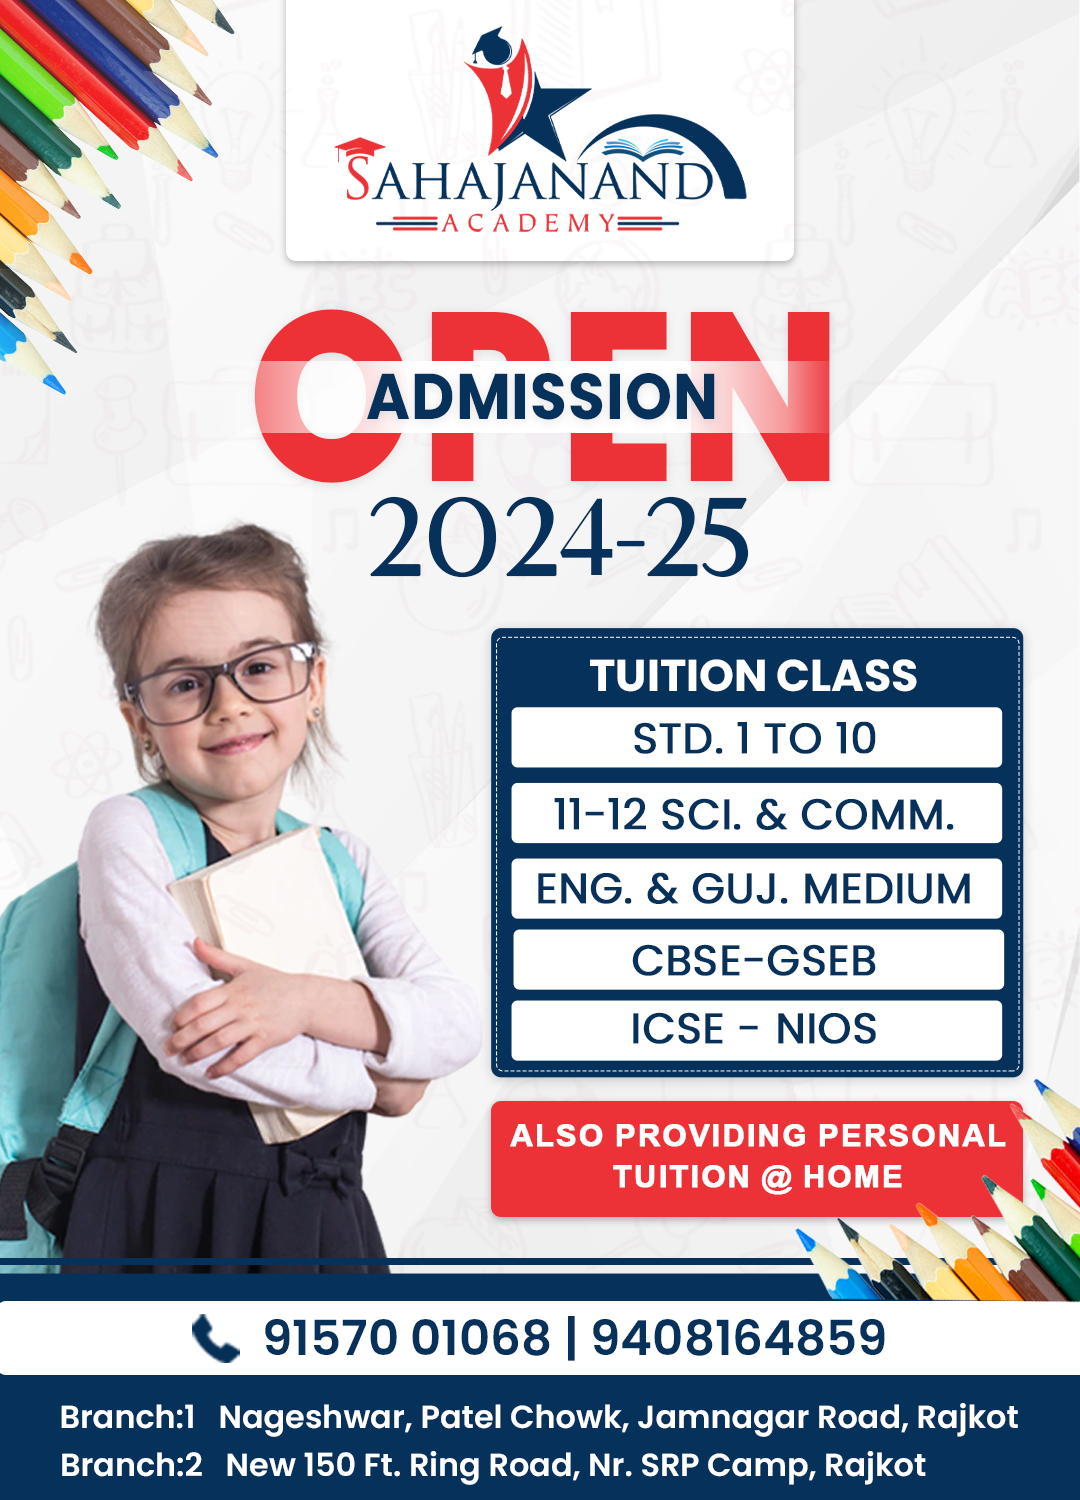 SAHAJANAND
ACADEMY
OPEN
ADMISSION
2024-25
TUITION CLASS
STD. 1 TO 10
11-12 SCI. & COMM.
ENG. & GUJ. MEDIUM
CBSE-GSEB
ICSE - NIOS
ALSO PROVIDING PERSONAL
TUITION @ HOME
91570 01068 | 9408164859
Branch:1 Nageshwar, Patel Chowk, Jamnagar Road, Rajkot
Branch:2 New 150 Ft. Ring Road, Nr. SRP Camp, Rajkot